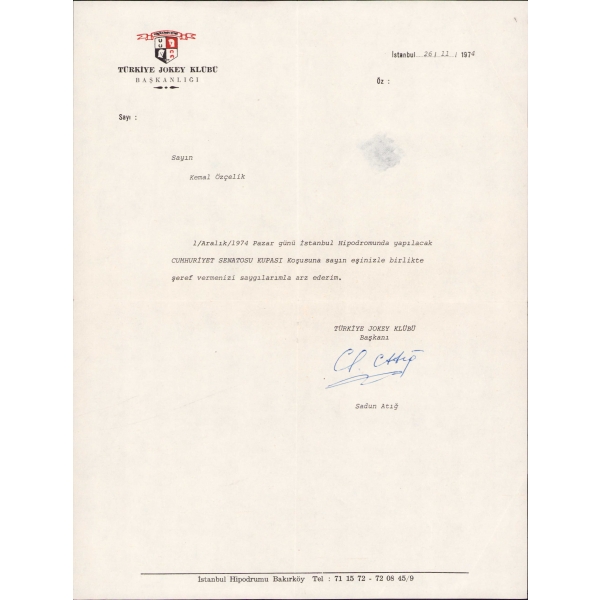 TÜRKİYE JOKEY KLÜBÜ
BAŞKANLIĞI
İstanbul 26/ 11 / 1974
Öz :
Sayı :
Sayın
Kemal Özçelik
1/Aralık/1974 Pazar günü İstanbul Hipodromunda yapılacak
CUMHURİYET SENATOSU KUPASI Koşusuna sayın eşinizle birlikte
şeref vermenizi saygılarımla arz ederim.
TÜRKİYE JOKEY KLÜBÜ
Başkanı
Sadun Atığ
İstanbul Hipodromu Bakırköy Tel : 71 15 72 - 72 08 45/9